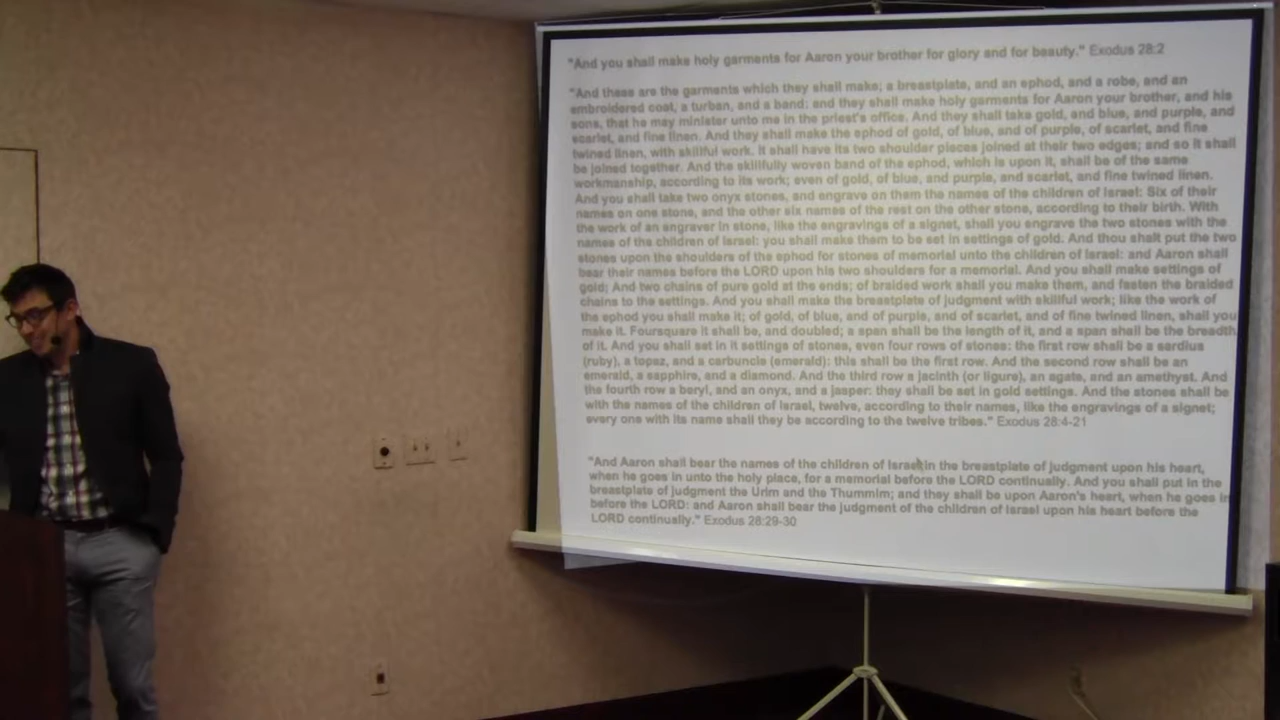 "And you shall make holy garments for Aaron your brother for glory and for beauty." Exodus 28:2
"And these are the garments which they shall make; a breastplate, and an ephod, and a robe, and an
embroidered coat, a turban, and a band: and they shall make holy garments for Aaron your brother, and his
sons, that he may minister unto me in the priest's office. And they shall take gold, and blue, and purple, and
scarlet, and fine linen. And they shall make the ephod of gold, of blue, and of purple, of scarlet, and fine
twined linen, with skillful work. It shall have its two shoulder pieces joined at their two edges; and so it shall
be joined together. And the skillfully woven band of the ephod, which is upon it, shall be of the same
workmanship, according to its work; even of gold, of blue, and purple, and scarlet, and fine twined linen.
And you shall take two onyx stones, and engrave on them the names of the children of Israel: Six of their
names on one stone, and the other six names of the rest on the other stone, according to their birth. With
the work of an engraver in stone, like the engravings of a signet, shall you engrave the two stones with the
names of the children of Israel: you shall make them to be set in settings of gold. And thou shalt put the two
stones upon the shoulders of the ephod for stones of memorial unto the children of Israel: and Aaron shall
bear their names before the LORD upon his two shoulders for a memorial. And you shall make settings of
gold; And two chains of pure gold at the ends; of braided work shall you make them, and fasten the braided
chains to the settings. And you shall make the breastplate of judgment with skillful work; like the work of
the ephod you shall make it; of gold, of blue, and of purple, and of scarlet, and of fine twined linen, shall you
make it. Foursquare it shall be, and doubled; a span shall be the length of it, and a span shall be the breadth
of it. And you shall set in it settings of stones, even four rows of stones: the first row shall be a sardius
(ruby), a topaz, and a carbuncle (emerald): this shall be the first row. And the second row shall be an
emerald, a sapphire, and a diamond. And the third row a jacinth (or ligure), an agate, and an amethyst. And
the fourth row a beryl, and an onyx, and a jasper: they shall be set in gold settings. And the stones shall be
with the names of the children of Israel, twelve, according to their names, like the engravings of a signet;
every one with its name shall they be according to the twelve tribes." Exodus 28:4-21
"And Aaron shall bear the names of the children of Israel in the breastplate of judgment upon his heart,
when he goes in unto the holy place, for a memorial before the LORD continually. And you shall put in the
breastplate of judgment the Urim and the Thummim; and they shall be upon Aaron's heart, when he goes in
before the LORD: and Aaron shall bear the judgment of the children of Israel upon his heart before the
LORD continually." Exodus 28:29-30